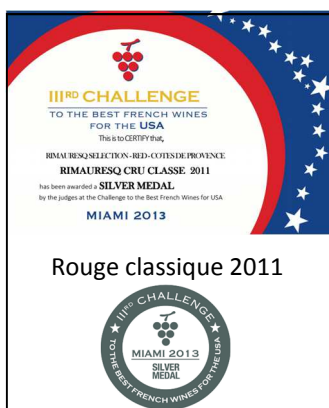 IIIRD CHALLENGE
TO THE BEST FRENCH WINES
FOR THE USA
This is to CERTIFY that,
RIMAURESQ SELECTION - RED - COTES DE PROVENCE
RIMAURESQ CRU CLASSE 2011
has been awarded a SILVER MEDAL
by the judges at the Challenge to the Best French Wines for USA
MIAMI 2013
Rouge classique 2011
IIIRD CHALLENGE
MIAMI 2013
SILVER
MEDAL
TO THE BEST FRENCH WINES FOR THE USA